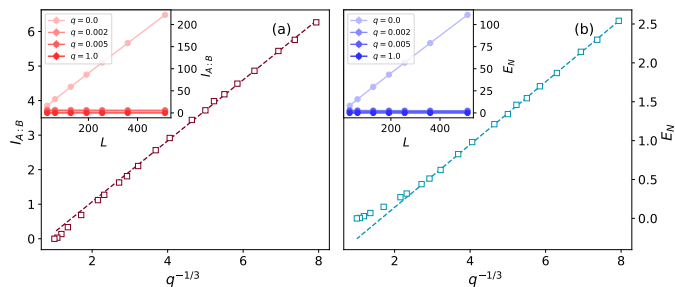 (a)
q = 0.0
q = 0.002
q = 0.005
q = 1.0
200
150
100
50
0
I_{A:B}
200 400
L
6
5
4
3
2
1
0
I_{A:B}
2 4 6 8
q^{-1/3}
(b)
q = 0.0
q = 0.002
q = 0.005
q = 1.0
100
75
50
25
0
E_N
200 400
L
2.5
2.0
1.5
1.0
0.5
0.0
E_N
2 4 6 8
q^{-1/3}